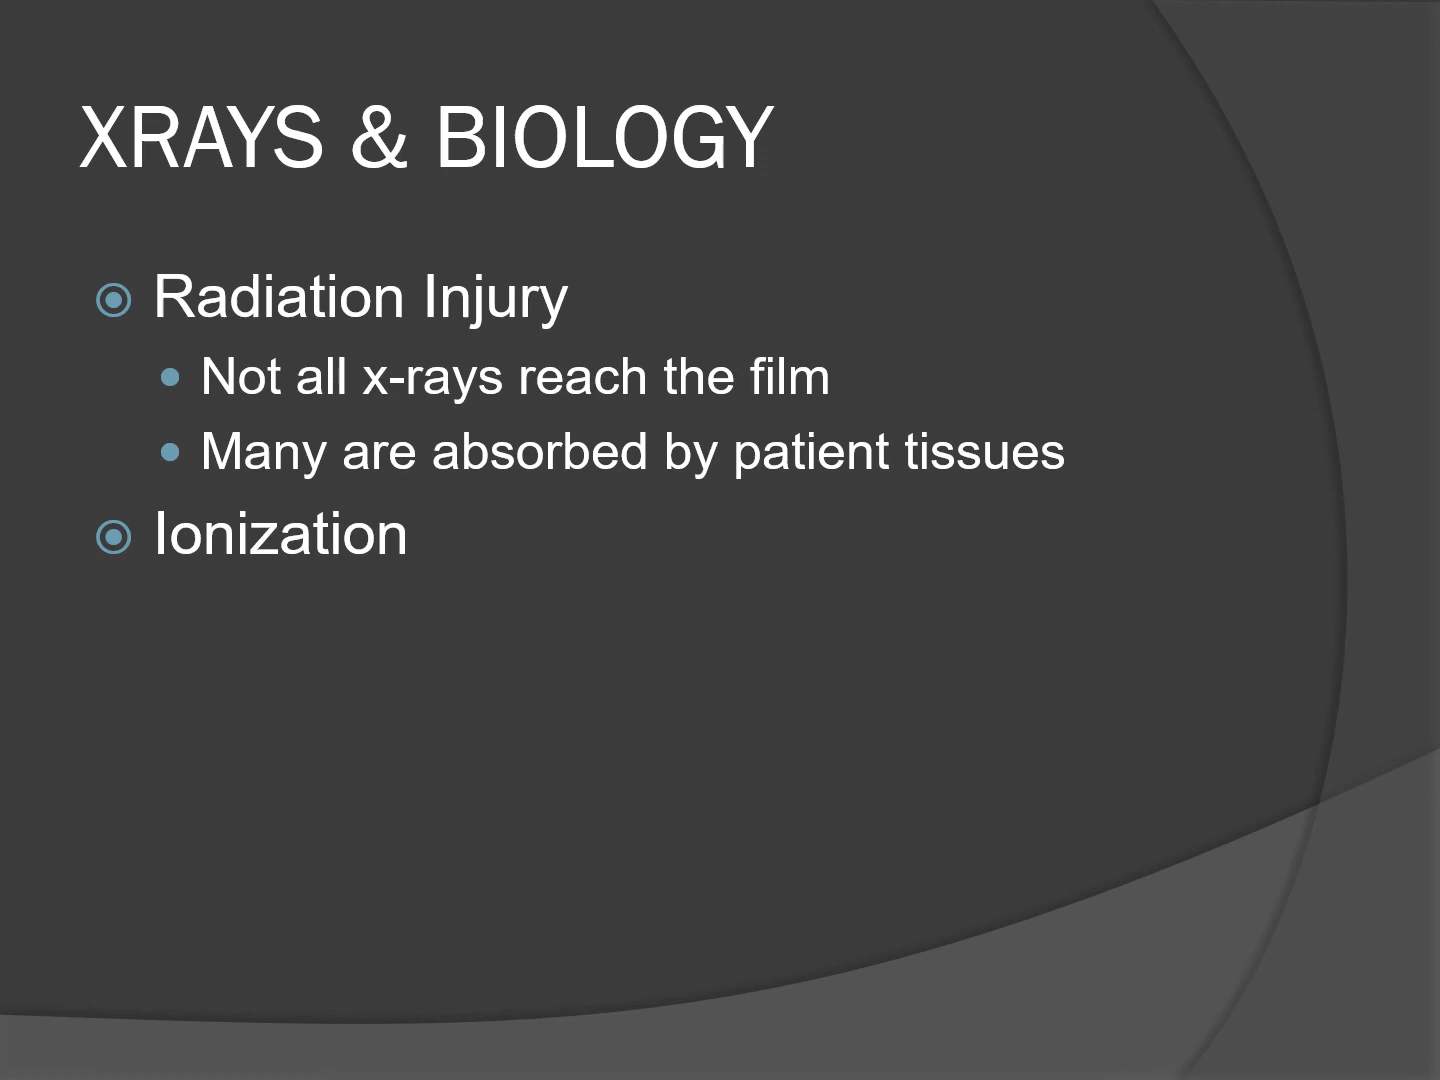 XRAYS & BIOLOGY
Radiation Injury
Not all x-rays reach the film
Many are absorbed by patient tissues
Ionization